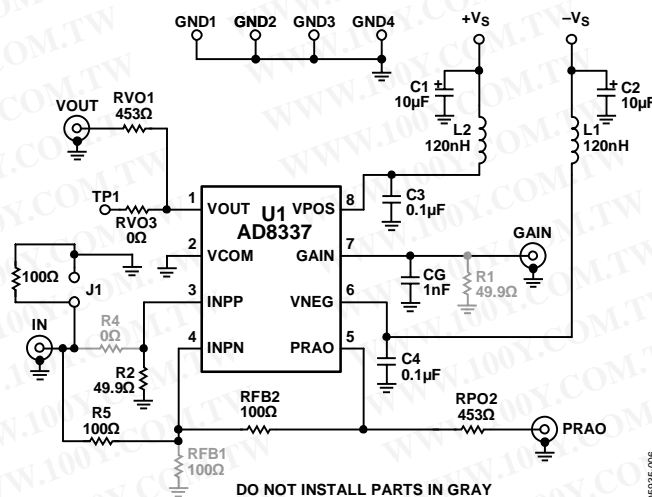 GND1 GND2 GND3 GND4
+VS
–VS
C1
10µF
+
C2
10µF
+
VOUT
RVO1
453Ω
L2
120nH
L1
120nH
TP1
RVO3
0Ω
C3
0.1µF
1 VOUT
U1
AD8337
VPOS 8
2 VCOM
GAIN 7
GAIN
3 INPP
VNEG 6
4 INPN
PRAO 5
100Ω
J1
CG
1nF
R1
49.9Ω
IN
R4
0Ω
R2
49.9Ω
C4
0.1µF
R5
100Ω
RFB2
100Ω
RPO2
453Ω
PRAO
RFB1
100Ω
DO NOT INSTALL PARTS IN GRAY
WWW.100Y.COM.TW